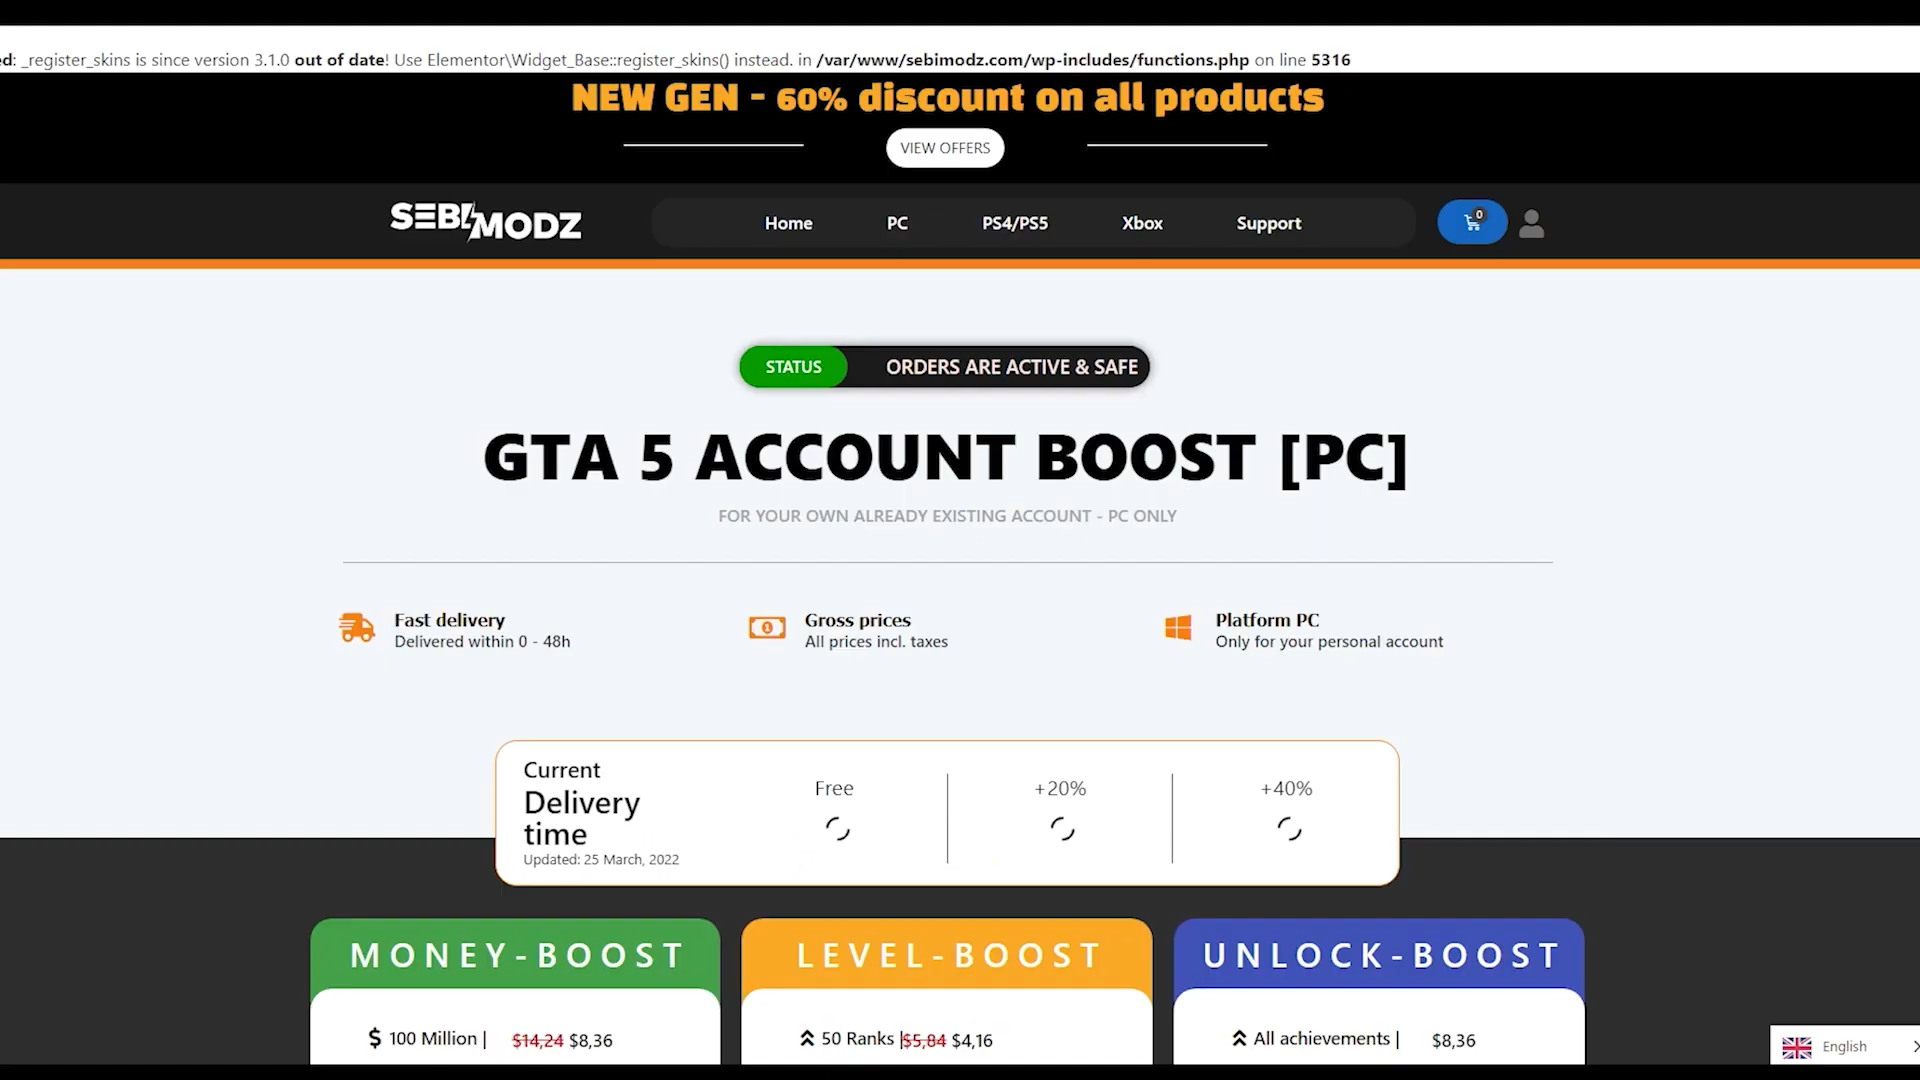 ed: _register_skins is since version 3.1.0 out of date! Use Elementor\Widget_Base::register_skins() instead. in /var/www/sebimodz.com/wp-includes/functions.php on line 5316
NEW GEN - 60% discount on all products
VIEW OFFERS
SEBI MODZ
Home
PC
PS4/PS5
Xbox
Support
0
STATUS
ORDERS ARE ACTIVE & SAFE
GTA 5 ACCOUNT BOOST [PC]
FOR YOUR OWN ALREADY EXISTING ACCOUNT - PC ONLY
Fast delivery
Delivered within 0 - 48h
Gross prices
All prices incl. taxes
Platform PC
Only for your personal account
Current
Delivery
time
Updated: 25 March, 2022
Free
+20%
+40%
MONEY-BOOST
$ 100 Million | $14,24 $8,36
LEVEL-BOOST
50 Ranks | $5,84 $4,16
UNLOCK-BOOST
All achievements | $8,36
English